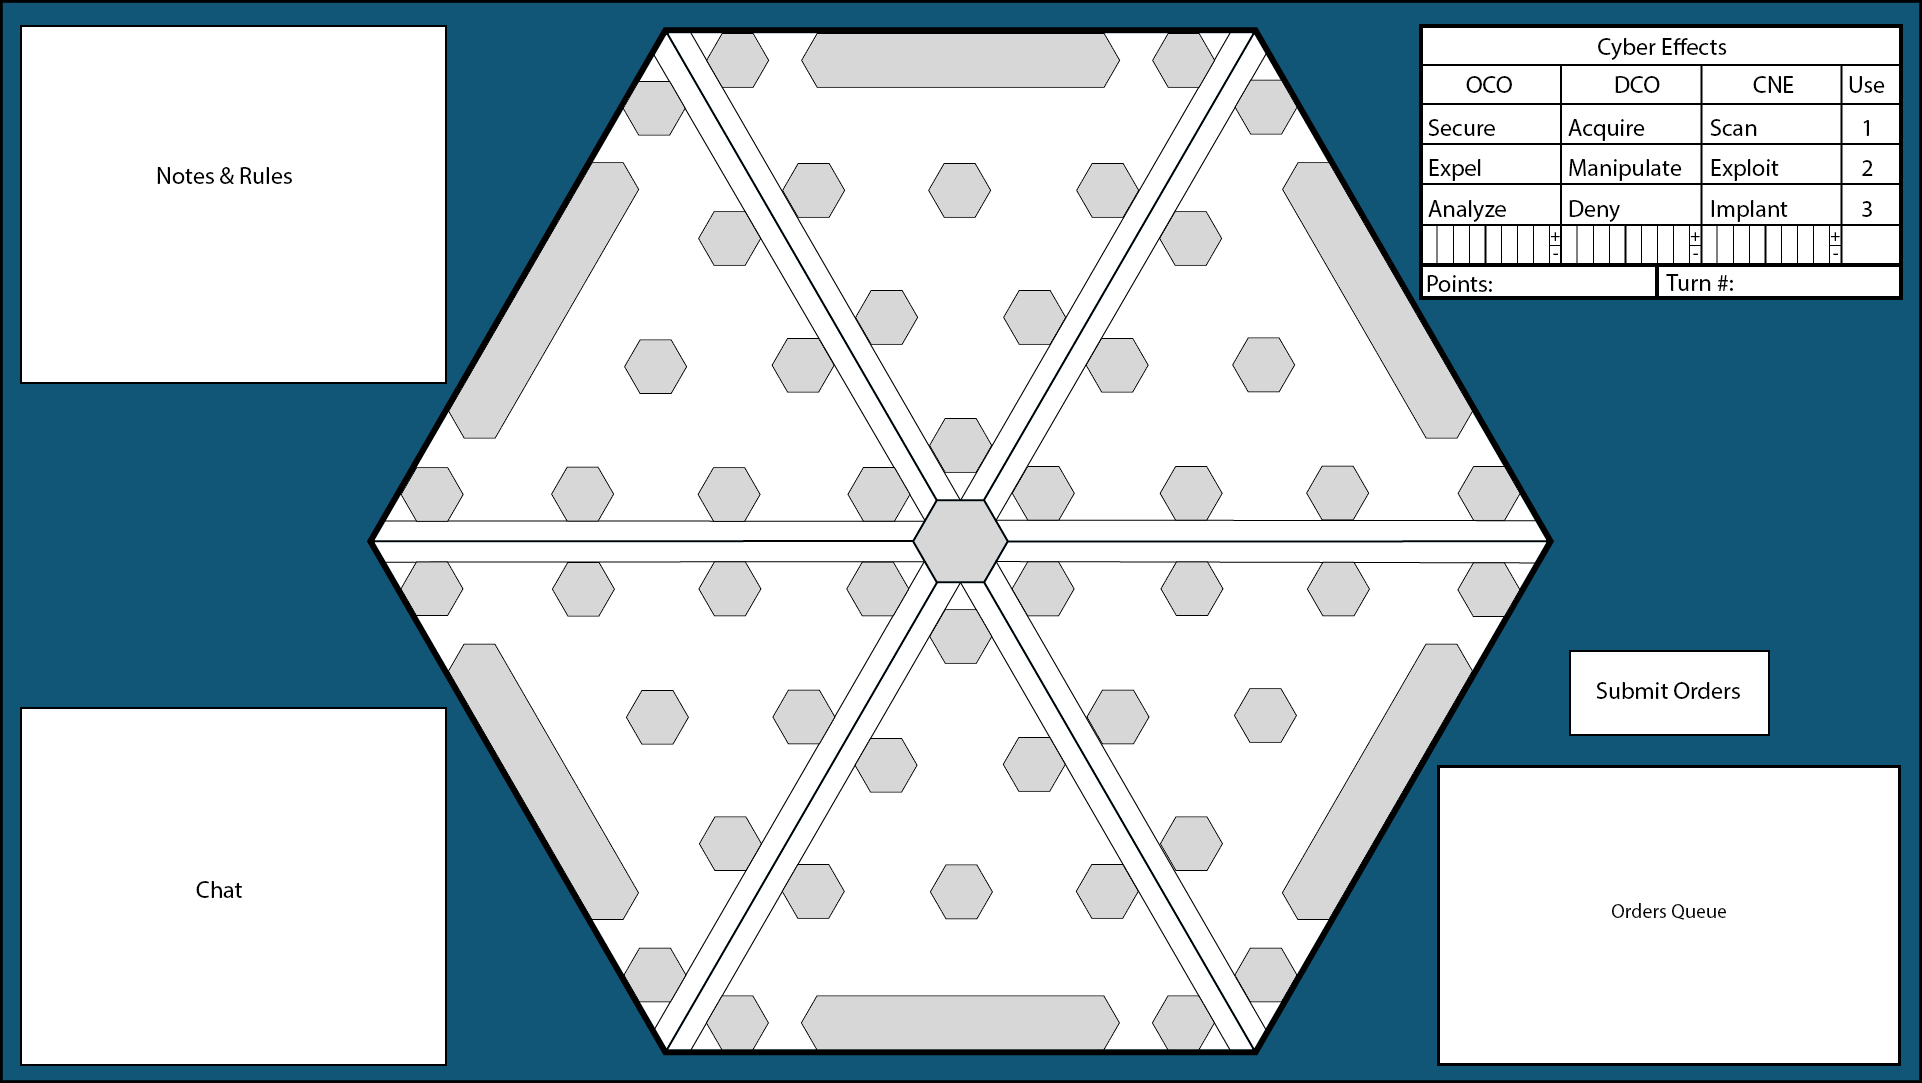 Notes & Rules
Cyber Effects
OCO DCO CNE Use
Secure Acquire Scan 1
Expel Manipulate Exploit 2
Analyze Deny Implant 3
+ + +
- - -
Points: Turn #:
Submit Orders
Chat
Orders Queue